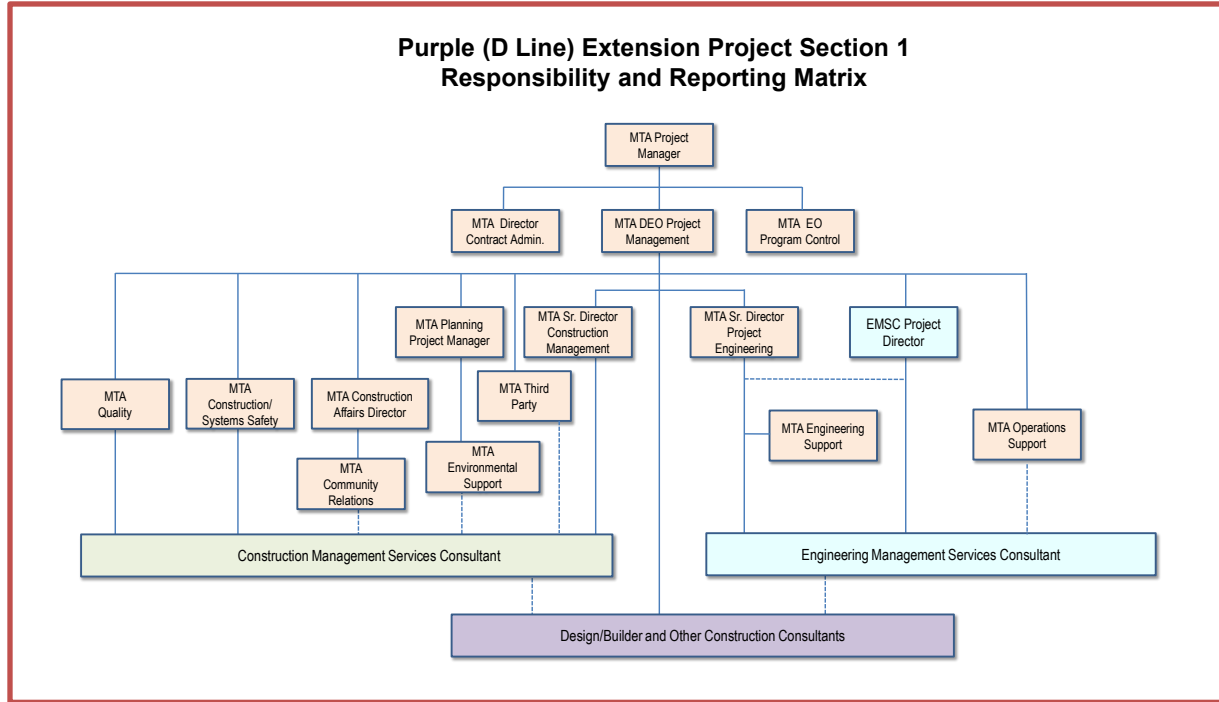 Purple (D Line) Extension Project Section 1
Responsibility and Reporting Matrix
MTA Project
Manager
MTA Director
Contract Admin.
MTA DEO Project
Management
MTA EO
Program Control
MTA Planning
Project Manager
MTA Sr. Director
Construction
Management
MTA Sr. Director
Project
Engineering
EMSC Project
Director
MTA
Quality
MTA
Construction/
Systems Safety
MTA Construction
Affairs Director
MTA Third
Party
MTA Engineering
Support
MTA Operations
Support
MTA
Community
Relations
MTA
Environmental
Support
Construction Management Services Consultant
Engineering Management Services Consultant
Design/Builder and Other Construction Consultants